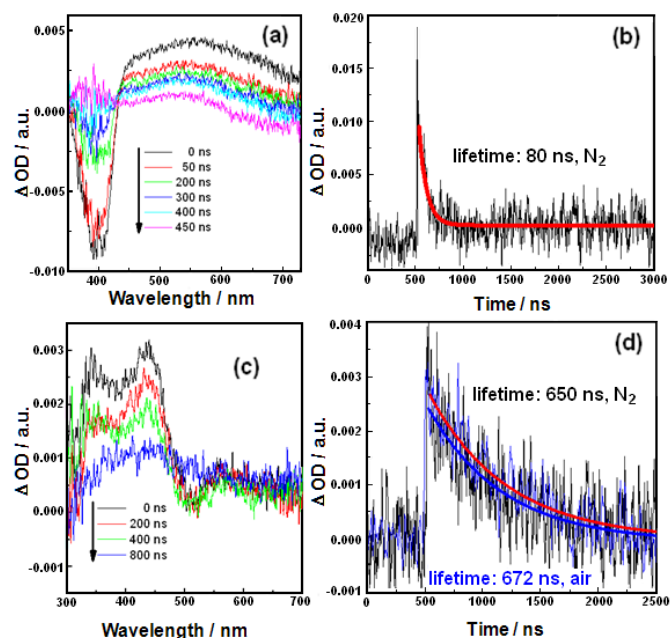 (a)
Δ OD / a.u.
0.005
0.000
-0.005
-0.010
0 ns
50 ns
200 ns
300 ns
400 ns
450 ns
400 500 600 700
Wavelength / nm
(b)
Δ OD / a.u.
0.020
0.015
0.010
0.005
0.000
lifetime: 80 ns, N2
0 500 1000 1500 2000 2500 3000
Time / ns
(c)
Δ OD / a.u.
0.003
0.002
0.001
0.000
-0.001
0 ns
200 ns
400 ns
800 ns
300 400 500 600 700
Wavelength / nm
(d)
Δ OD / a.u.
0.004
0.003
0.002
0.001
0.000
-0.001
lifetime: 650 ns, N2
lifetime: 672 ns, air
0 500 1000 1500 2000 2500
Time / ns